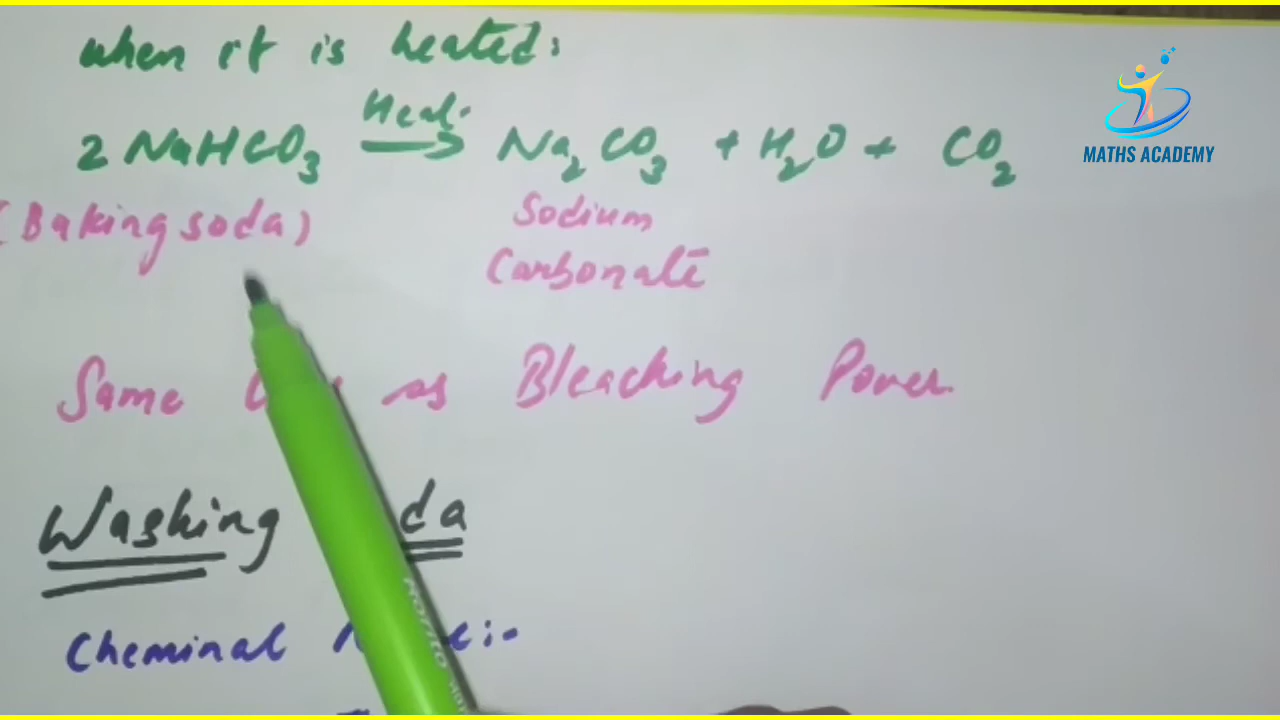 when it is heated:
Heat.
2 NaHCO₃ → Na₂CO₃ + H₂O + CO₂
(Baking soda)
Sodium
Carbonate
Same as Bleaching Power.
Washing
Cheminal
MATHS ACADEMY